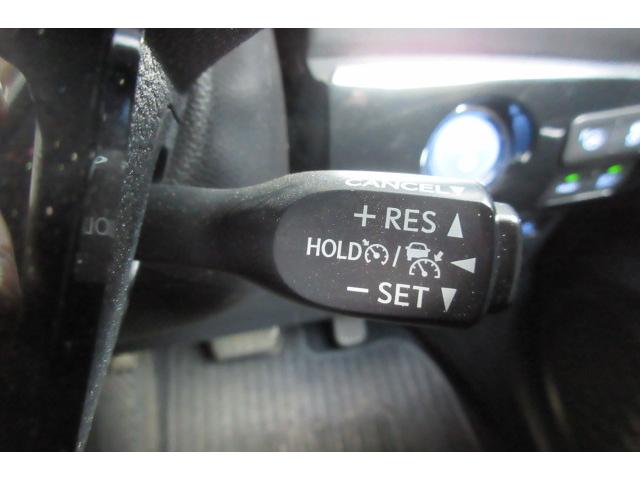 CANCEL
+ RES
HOLD /
− SET